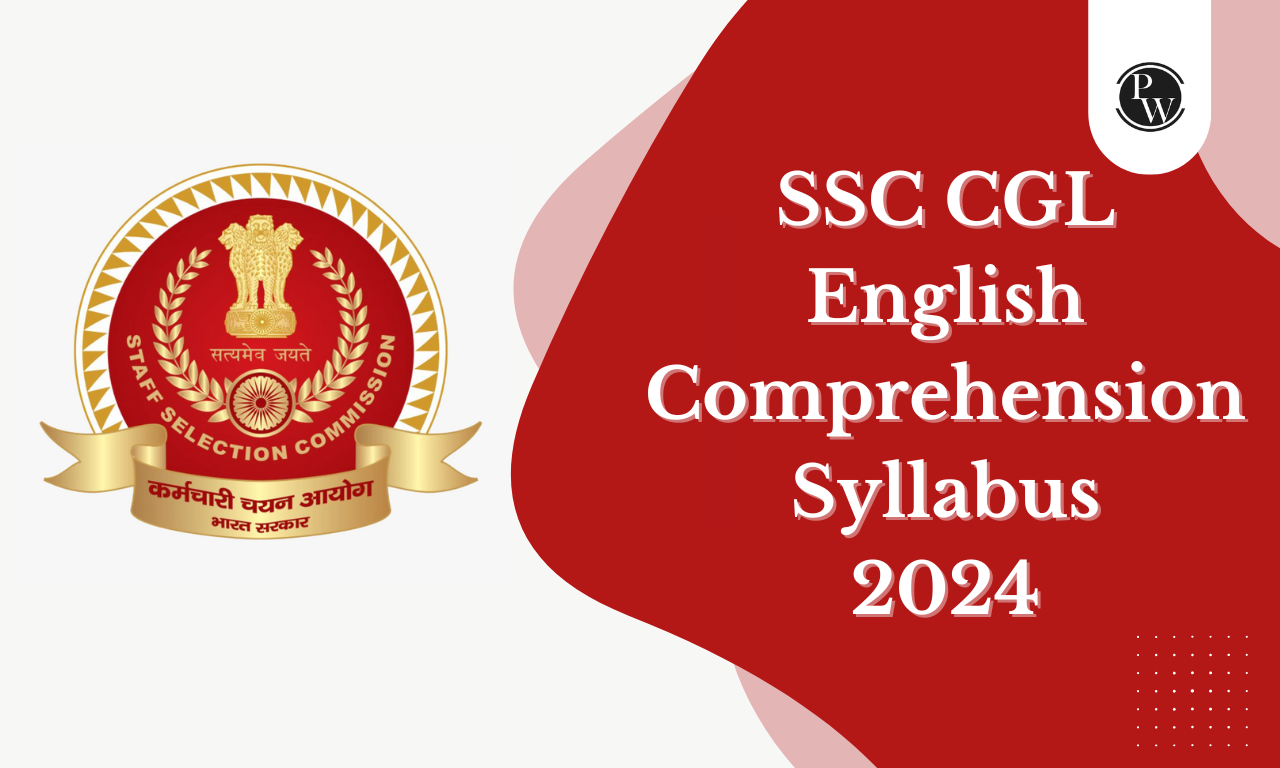 सत्यमेव जयते
STAFF SELECTION COMMISSION
कर्मचारी चयन आयोग
भारत सरकार
PW
SSC CGL
English
Comprehension
Syllabus
2024